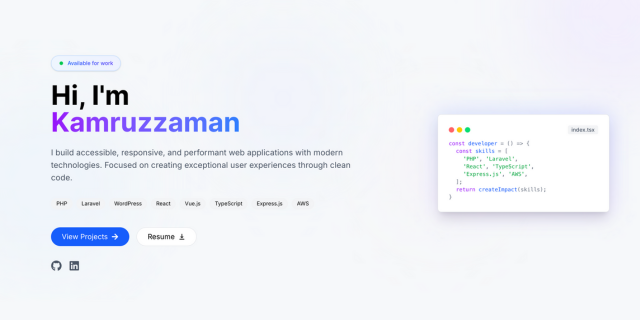 Available for work
Hi, I'm
Kamruzzaman
I build accessible, responsive, and performant web applications with modern
technologies. Focused on creating exceptional user experiences through clean
code.
PHP Laravel WordPress React Vue.js TypeScript Express.js AWS
View Projects
Resume
index.tsx
const developer = () => {
const skills = [
'PHP', 'Laravel',
'React', 'TypeScript',
'Express.js', 'AWS',
];
return createImpact(skills);
}